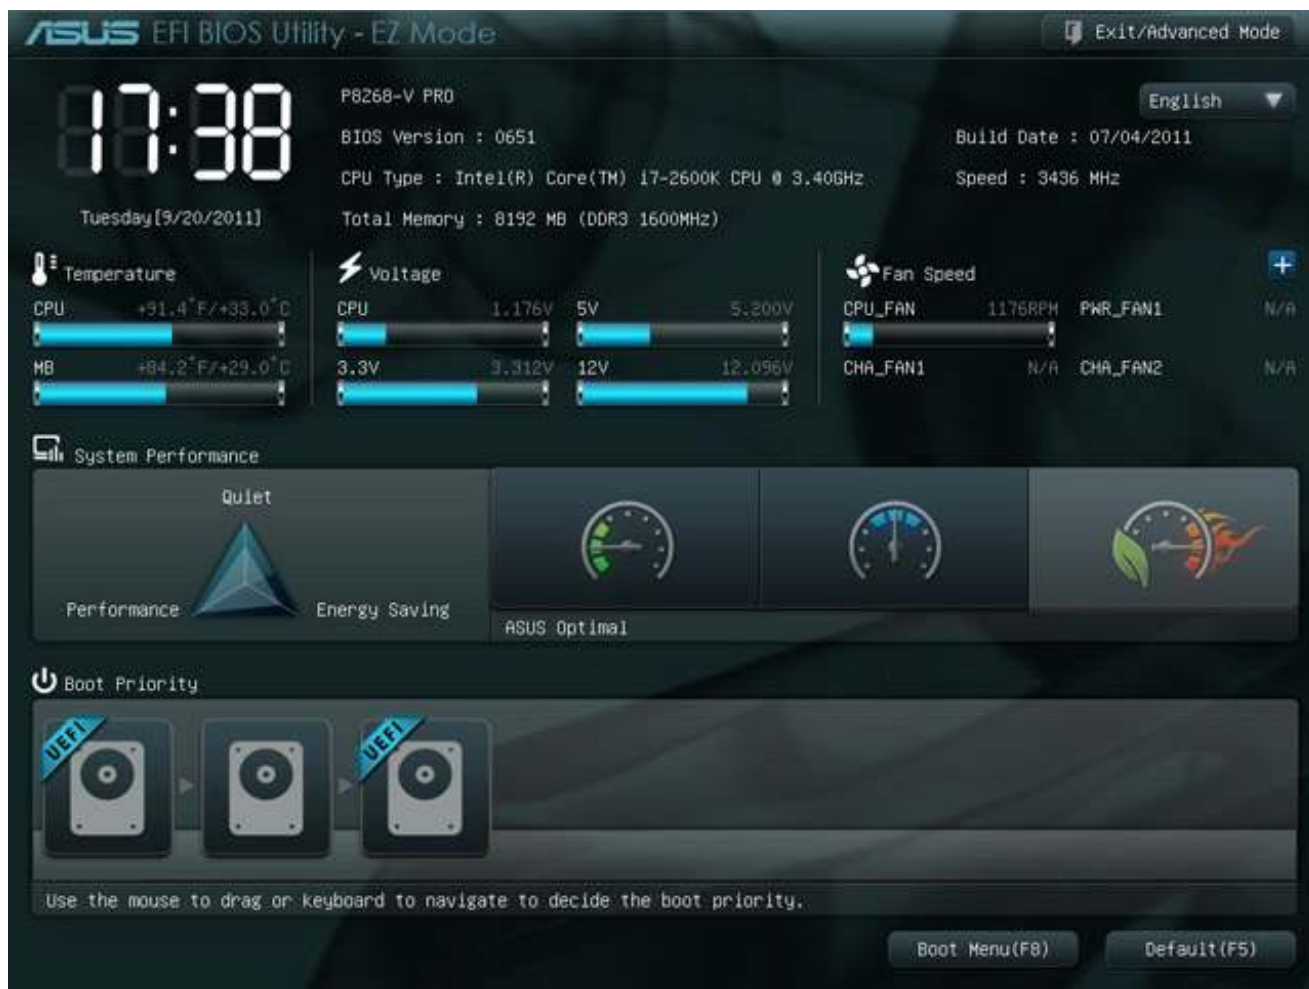 ASUS EFI BIOS Utility - EZ Mode
Exit/Advanced Mode
17:38
Tuesday[9/20/2011]
P8Z68-V PRO
English
BIOS Version : 0651
Build Date : 07/04/2011
CPU Type : Intel(R) Core(TM) i7-2600K CPU @ 3.40GHz
Speed : 3436 MHz
Total Memory : 8192 MB (DDR3 1600MHz)
Temperature
CPU +91.4°F/+33.0°C
MB +84.2°F/+29.0°C
Voltage
CPU 1.176V
5V 5.200V
3.3V 3.312V
12V 12.096V
Fan Speed
CPU_FAN 1176RPM
PWR_FAN1 N/A
CHA_FAN1 N/A
CHA_FAN2 N/A
System Performance
Quiet
Performance
Energy Saving
ASUS Optimal
Boot Priority
UEFI
UEFI
Use the mouse to drag or keyboard to navigate to decide the boot priority.
Boot Menu(F8)
Default(F5)